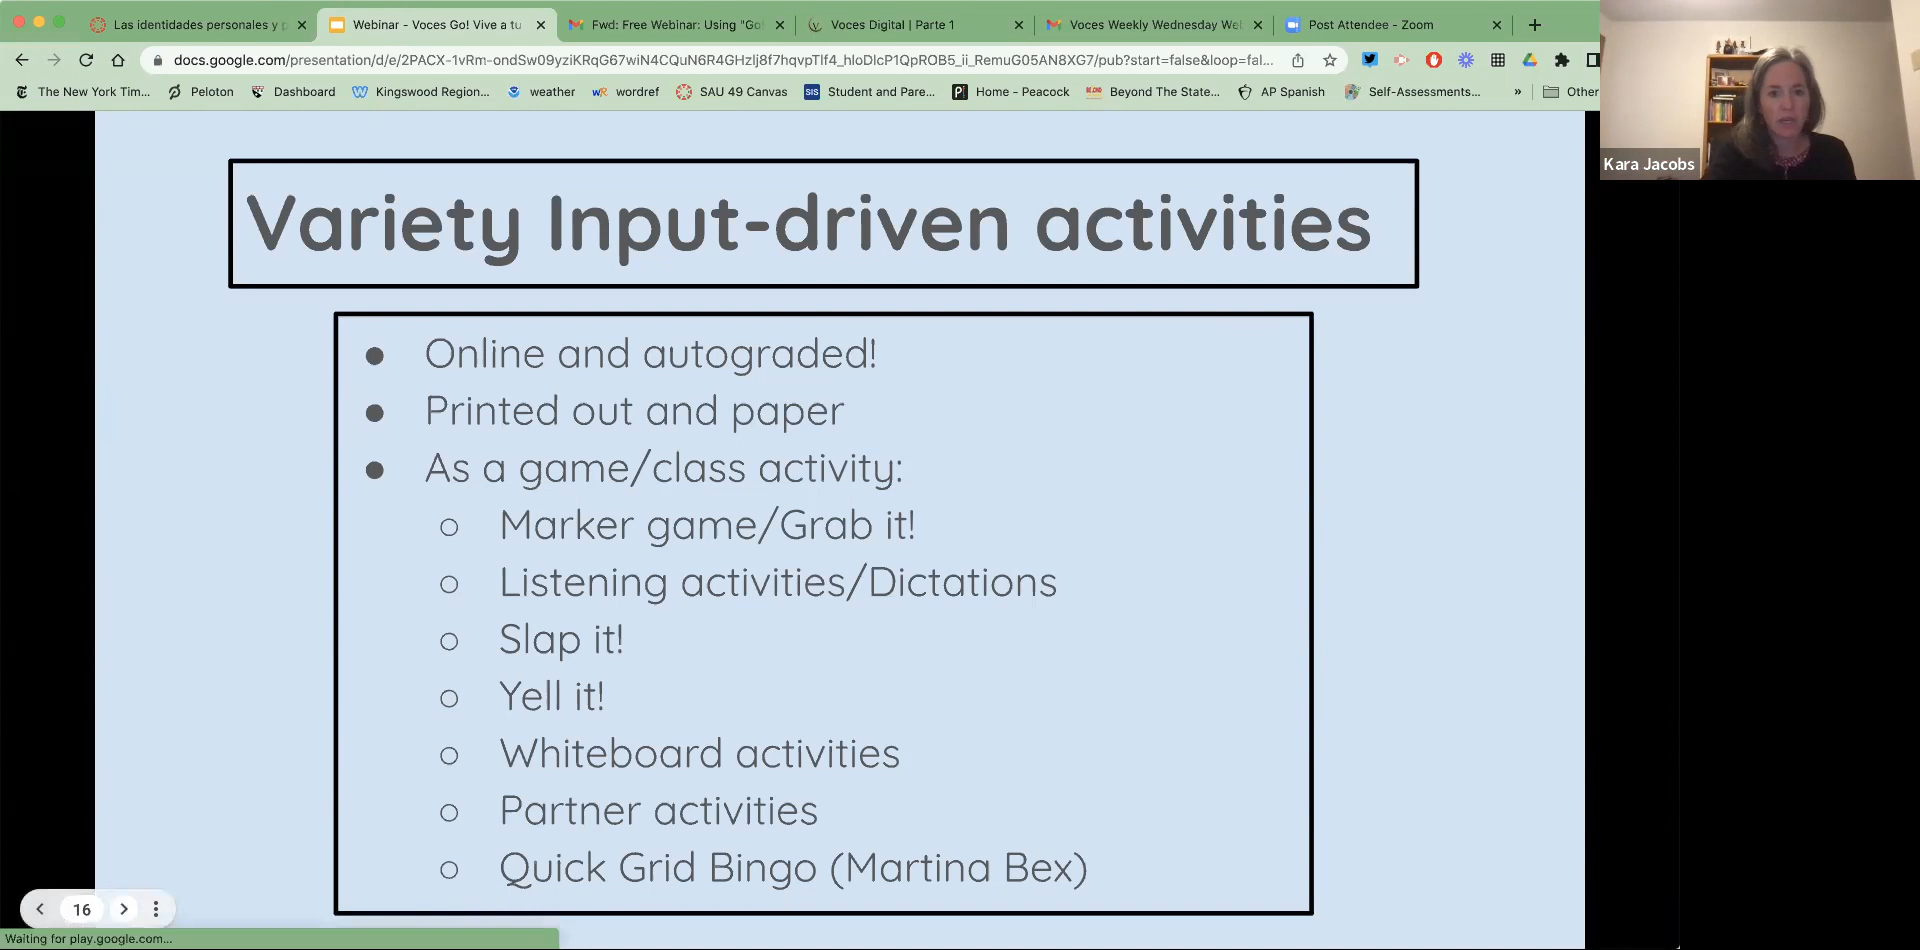 Las identidades personales y p
Webinar - Voces Go! Vive a tu
Fwd: Free Webinar: Using "Go!
Voces Digital | Parte 1
Voces Weekly Wednesday We
Post Attendee - Zoom
docs.google.com/presentation/d/e/2PACX-1vRm-ondSw09yziKRqG67wiN4CQuN6R4GHzlj8f7hqvpTlf4_hloDlcP1QpROB5_ii_RemuG05AN8XG7/pub?start=false&loop=fal...
The New York Tim...
Peloton
Dashboard
Kingswood Region...
weather
wR wordref
SAU 49 Canvas
SIS Student and Pare...
Home - Peacock
Beyond The State...
AP Spanish
Self-Assessments...
»
Other
Kara Jacobs
Variety Input-driven activities
● Online and autograded!
● Printed out and paper
● As a game/class activity:
○ Marker game/Grab it!
○ Listening activities/Dictations
○ Slap it!
○ Yell it!
○ Whiteboard activities
○ Partner activities
○ Quick Grid Bingo (Martina Bex)
16
Waiting for play.google.com...